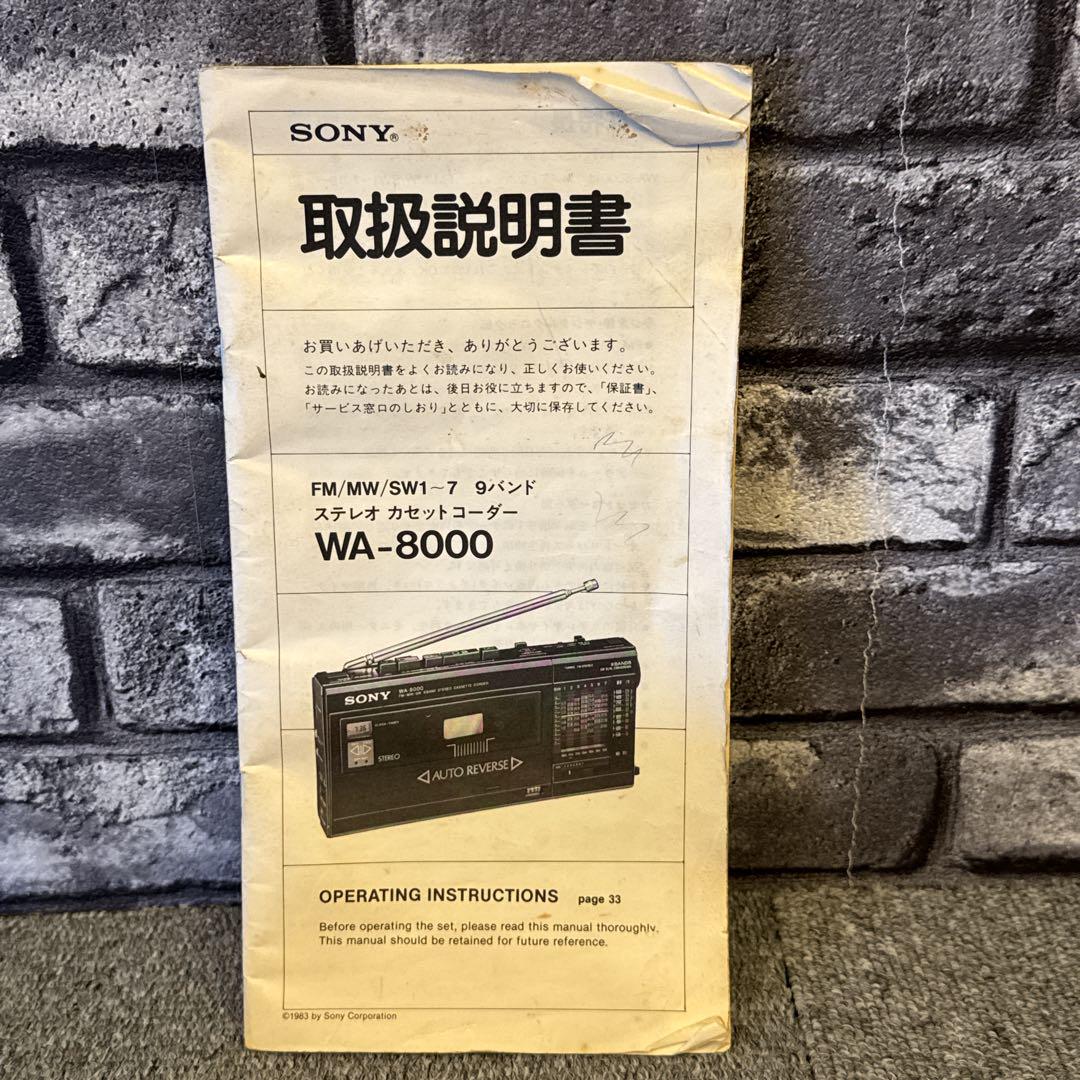 SONY®
取扱説明書
お買いあげいただき、ありがとうございます。
この取扱説明書をよくお読みになり、正しくお使いください。
お読みになったあとは、後日お役に立ちますので、「保証書」、
「サービス窓口のしおり」とともに、大切に保存してください。
FM/MW/SW1～7 9バンド
ステレオ カセットコーダー
WA-8000
9 BANDS
SONY
WA-8000
STEREO
AUTO REVERSE
OPERATING INSTRUCTIONS page 33
Before operating the set, please read this manual thoroughly.
This manual should be retained for future reference.
©1983 by Sony Corporation